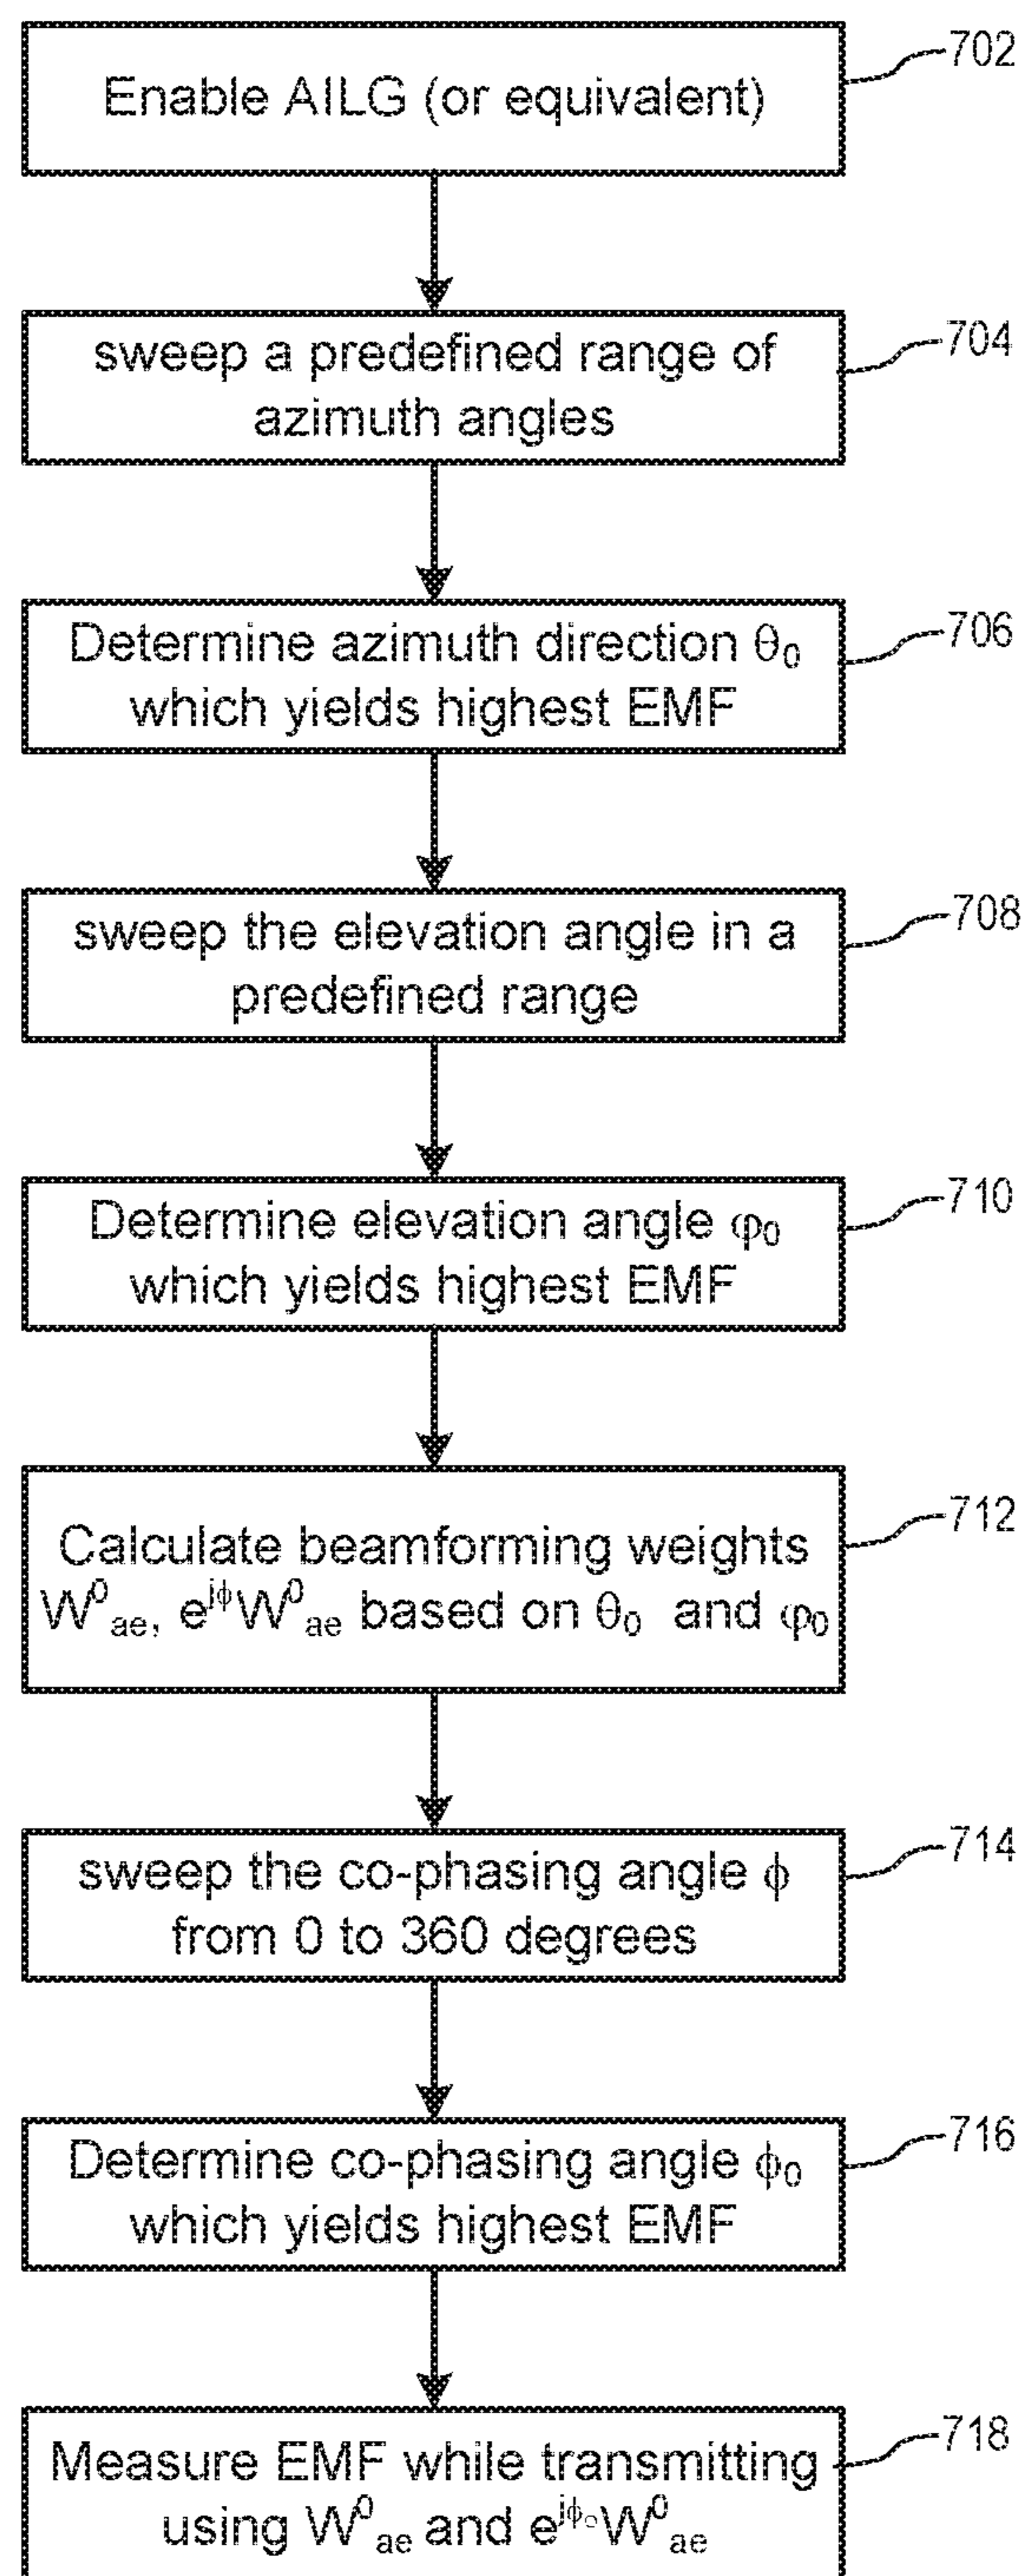 Enable AILG (or equivalent)
702
sweep a predefined range of
azimuth angles
704
Determine azimuth direction θ₀
which yields highest EMF
706
sweep the elevation angle in a
predefined range
708
Determine elevation angle φ₀
which yields highest EMF
710
Calculate beamforming weights
W⁰ₐₑ, e^{jϕ}W⁰ₐₑ based on θ₀ and φ₀
712
sweep the co-phasing angle ϕ
from 0 to 360 degrees
714
Determine co-phasing angle ϕ₀
which yields highest EMF
716
Measure EMF while transmitting
using W⁰ₐₑ and e^{jϕ₀}W⁰ₐₑ
718